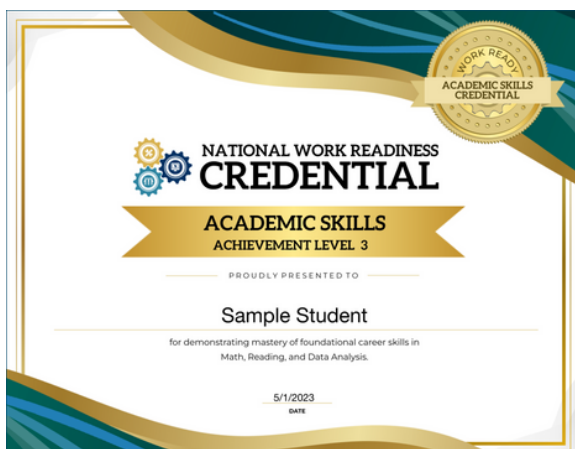 WORK READY
ACADEMIC SKILLS
CREDENTIAL
NATIONAL WORK READINESS
CREDENTIAL
ACADEMIC SKILLS
ACHIEVEMENT LEVEL 3
PROUDLY PRESENTED TO
Sample Student
for demonstrating mastery of foundational career skills in
Math, Reading, and Data Analysis.
5/1/2023
DATE